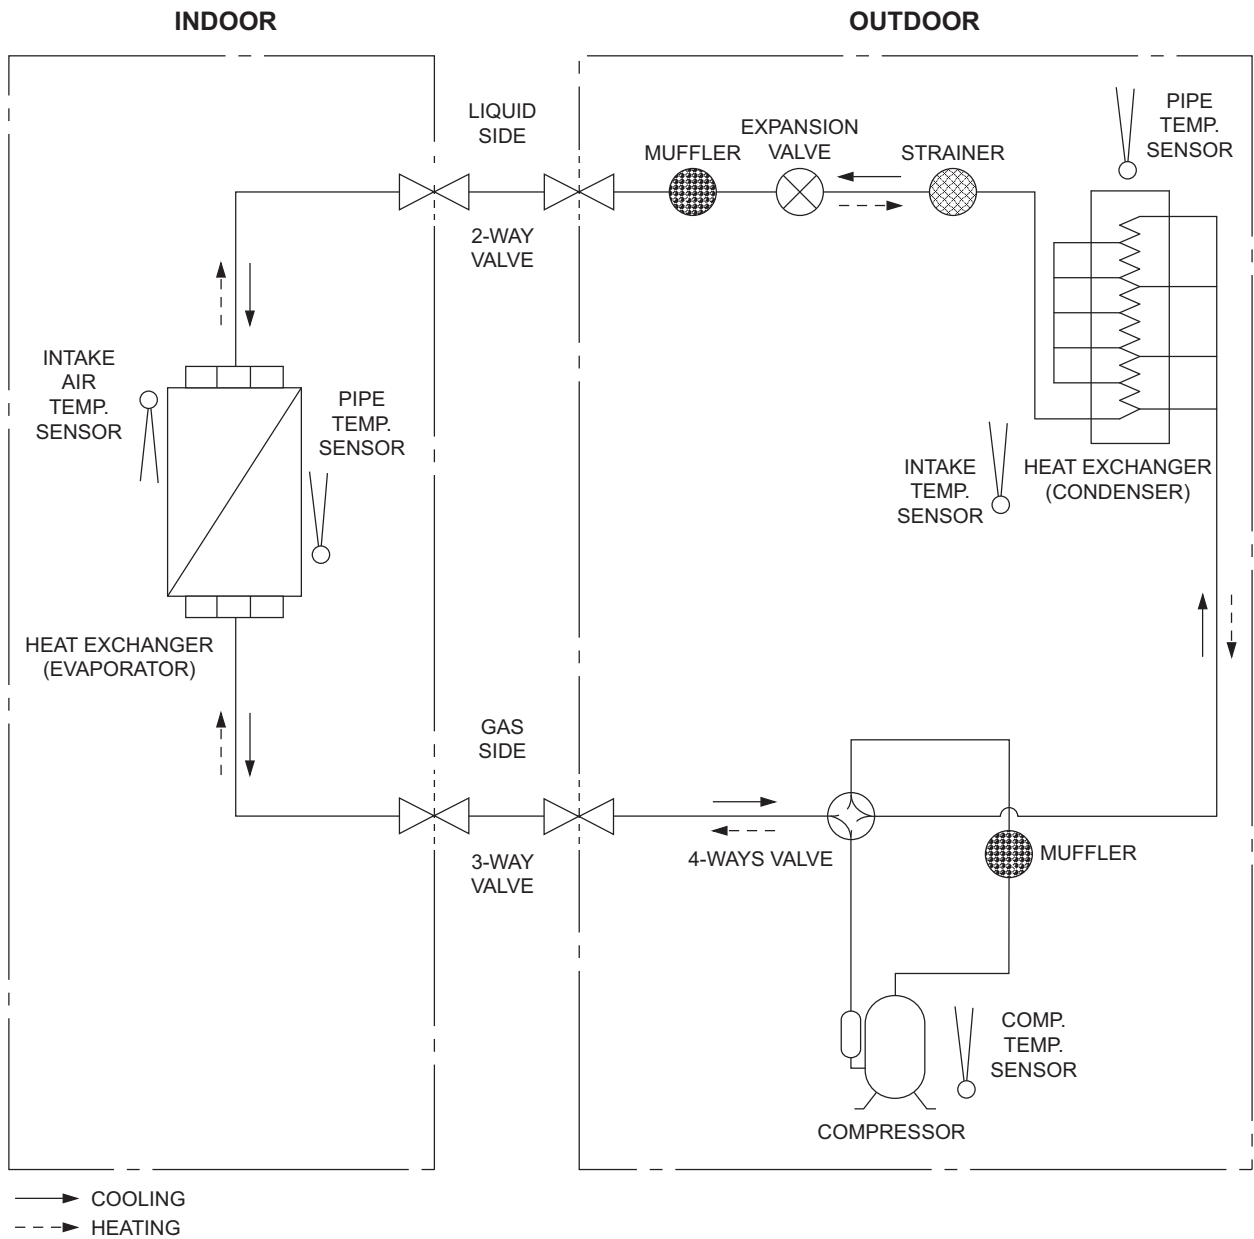 INDOOR
OUTDOOR
LIQUID
SIDE
MUFFLER
EXPANSION
VALVE
STRAINER
PIPE
TEMP.
SENSOR
2-WAY
VALVE
INTAKE
AIR
TEMP.
SENSOR
PIPE
TEMP.
SENSOR
INTAKE
TEMP.
SENSOR
HEAT EXCHANGER
(CONDENSER)
HEAT EXCHANGER
(EVAPORATOR)
GAS
SIDE
3-WAY
VALVE
4-WAYS VALVE
MUFFLER
COMP.
TEMP.
SENSOR
COMPRESSOR
COOLING
HEATING